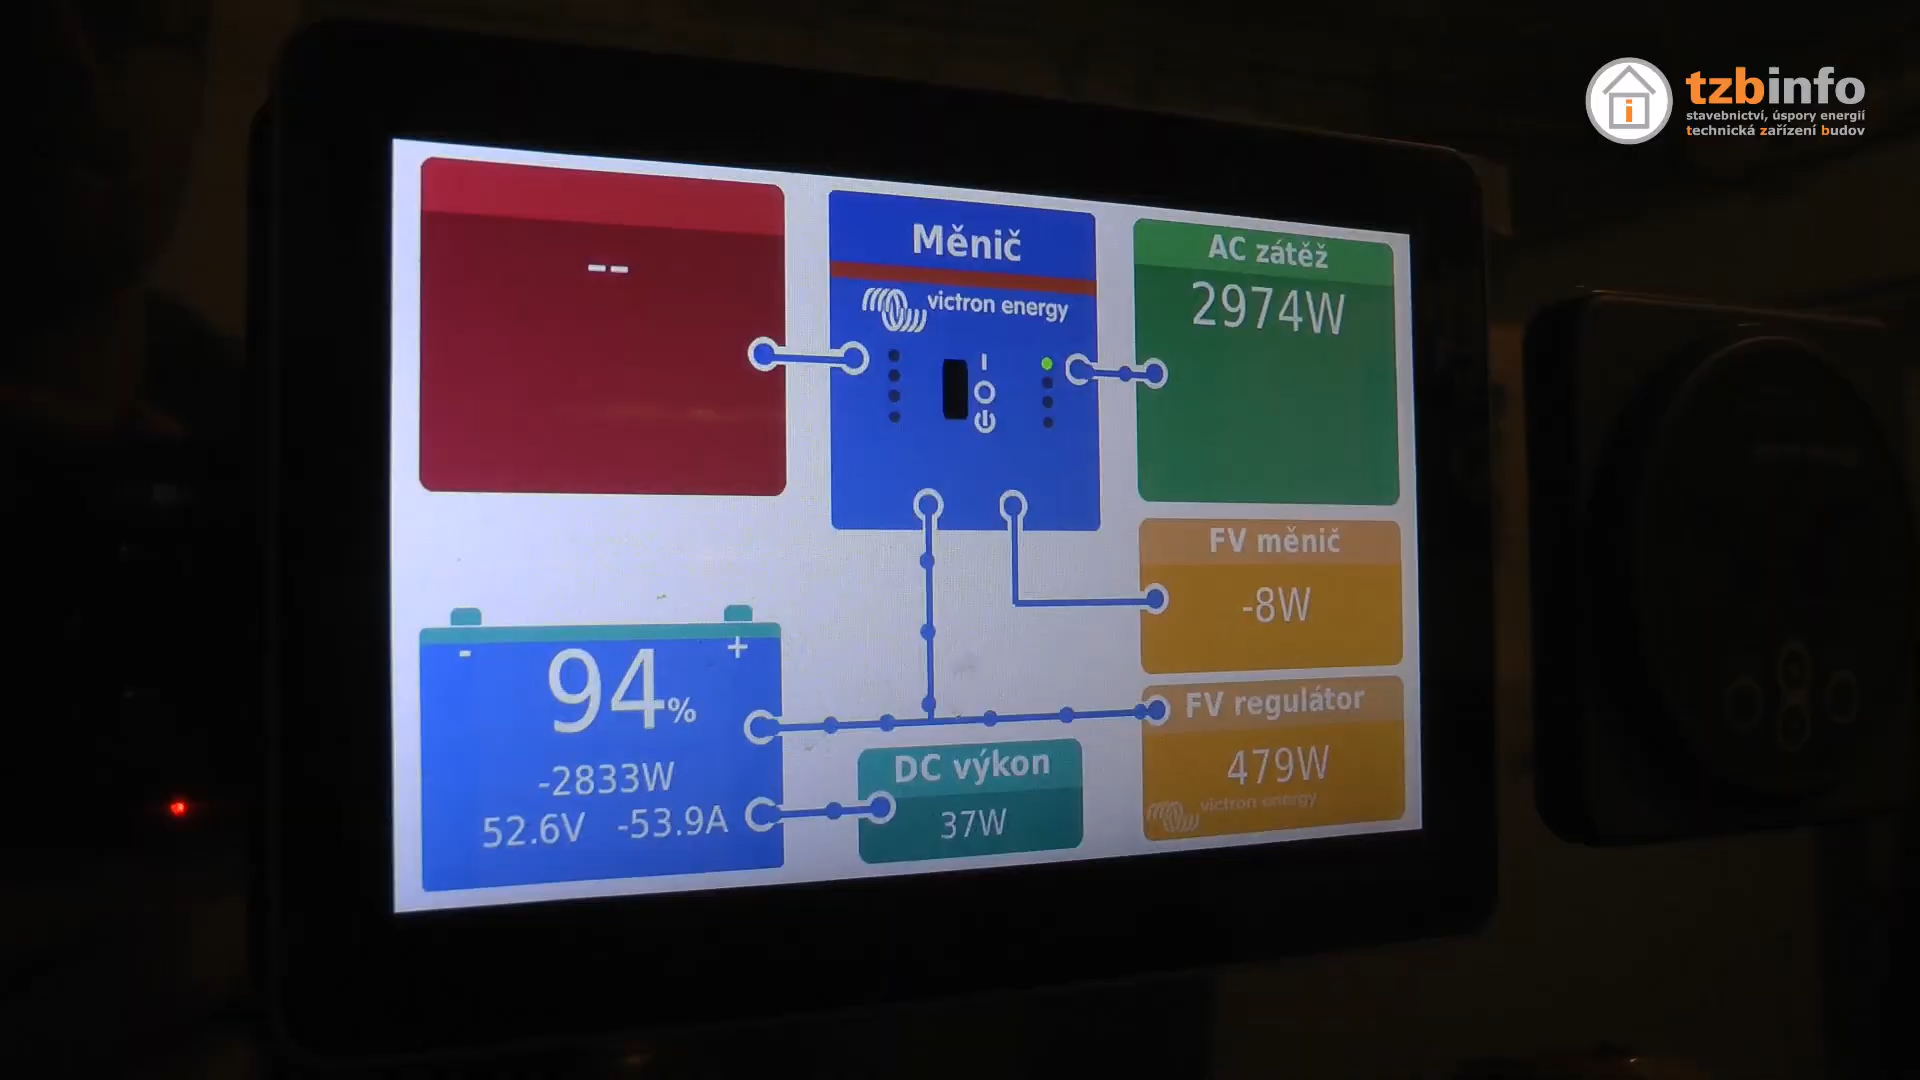 tzbinfo
stavebnictví, úspory energií
technická zařízení budov
--
Měnič
victron energy
AC zátěž
2974W
FV měnič
-8W
- +
94%
-2833W
52.6V -53.9A
DC výkon
37W
FV regulátor
479W
victron energy